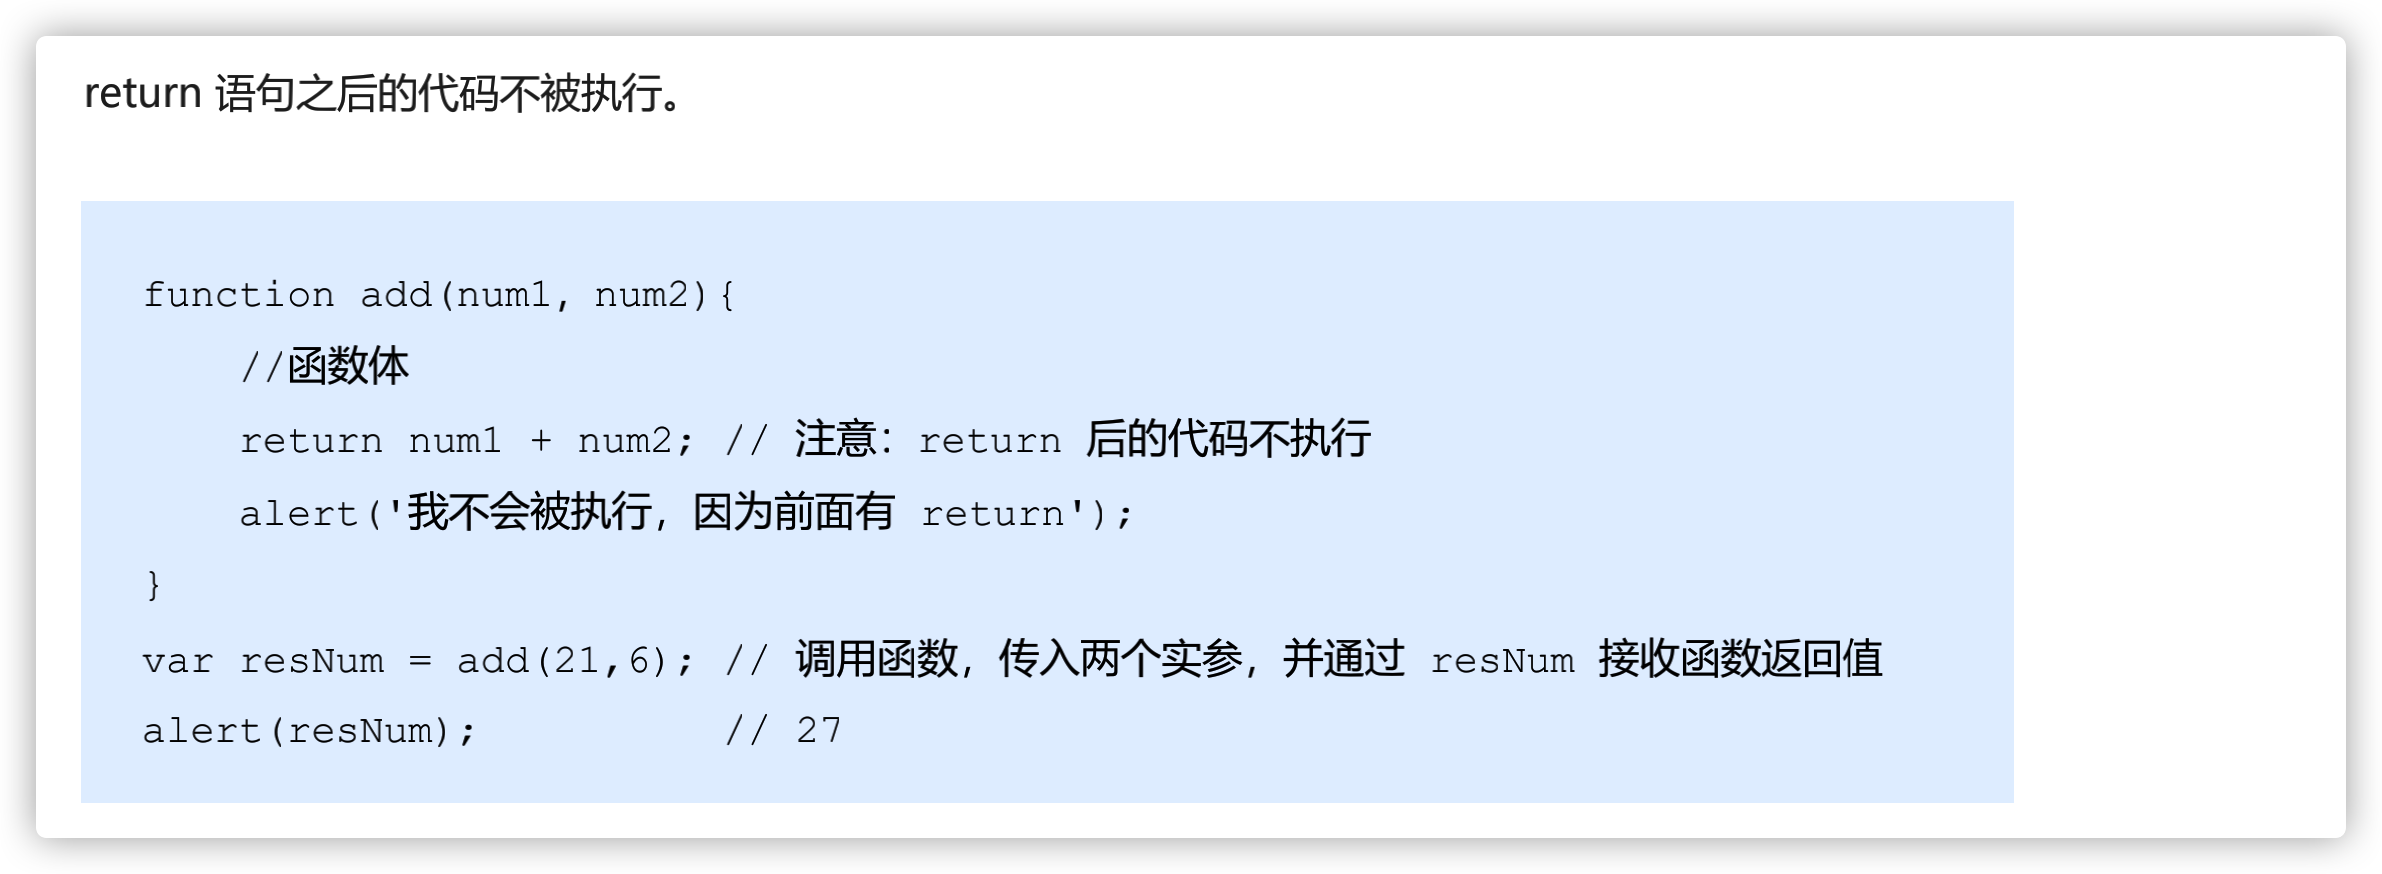 return 语句之后的代码不被执行。
function add(num1, num2){
    //函数体
    return num1 + num2; // 注意：return 后的代码不执行
    alert('我不会被执行，因为前面有 return');
}
var resNum = add(21,6); // 调用函数，传入两个实参，并通过 resNum 接收函数返回值
alert(resNum);          // 27